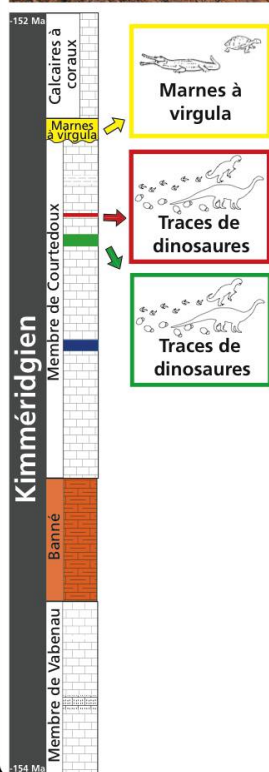 -152 Ma
Calcaires à
coraux
Marnes
à virgula
Marnes à
virgula
Membre de Courtedoux
Traces de
dinosaures
Traces de
dinosaures
Kimméridgien
Banné
Membre de Vabenau
-154 Ma